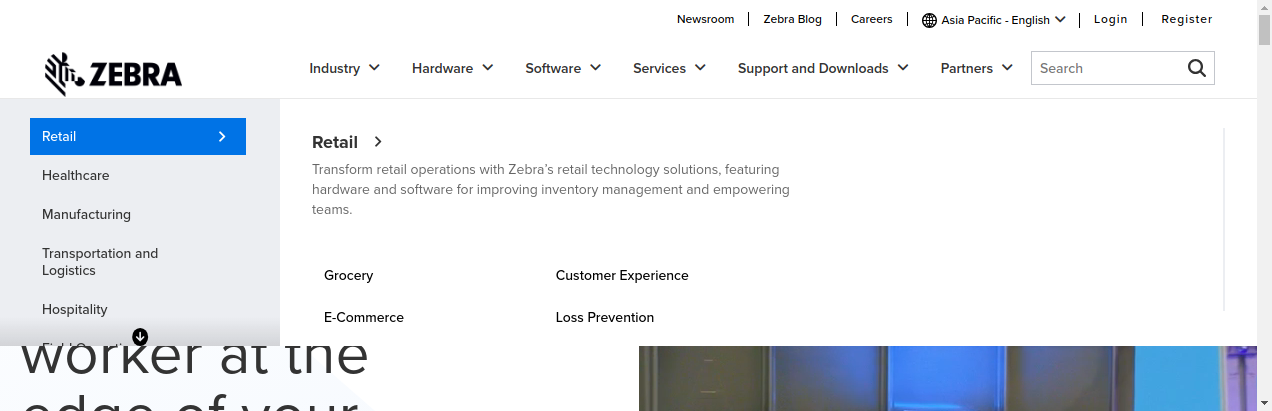 Newsroom
Zebra Blog
Careers
Asia Pacific - English
Login
Register
ZEBRA
Industry
Hardware
Software
Services
Support and Downloads
Partners
Search
Retail
Healthcare
Manufacturing
Transportation and
Logistics
Hospitality
Retail
Transform retail operations with Zebra's retail technology solutions, featuring
hardware and software for improving inventory management and empowering
teams.
Grocery
Customer Experience
E-Commerce
Loss Prevention
worker at the
edge of your